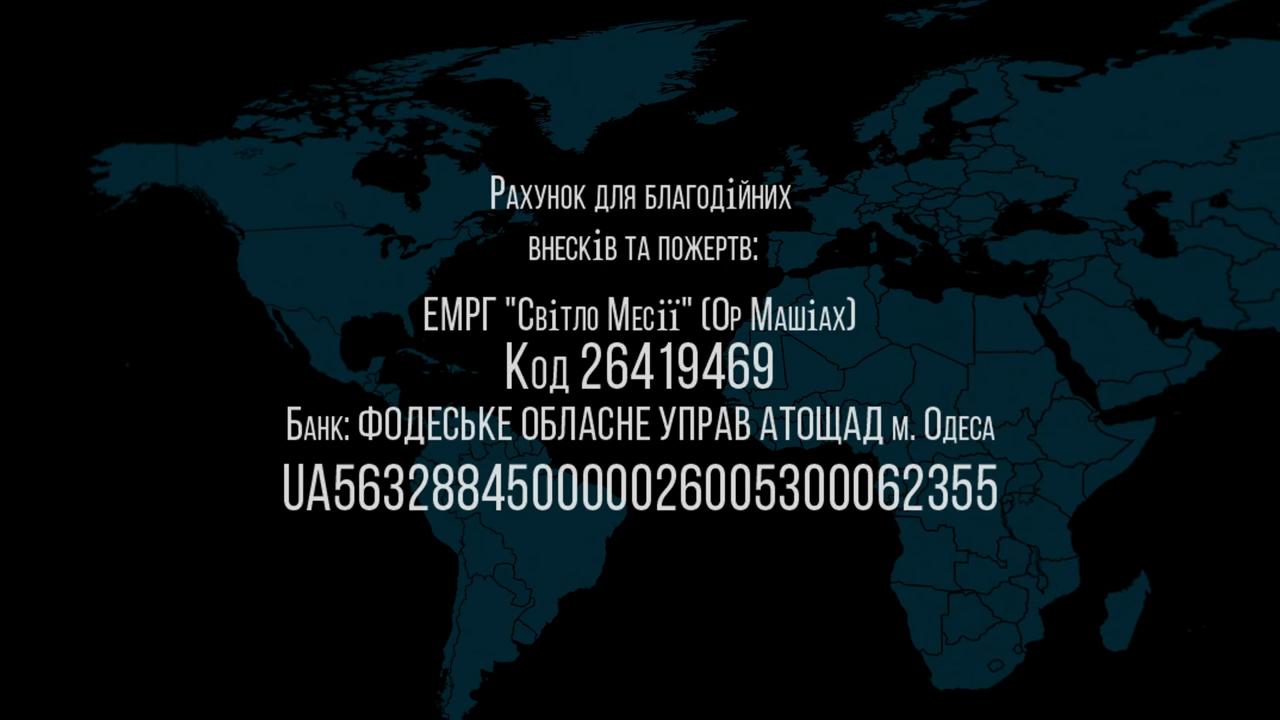 Рахунок для благодійних
внесків та пожертв:
ЕМРГ "Світло Месії" (Ор Машіах)
Код 26419469
Банк: ФОДЕСЬКЕ ОБЛАСНЕ УПРАВ АТОЩАД м. Одеса
UA563288450000026005300062355